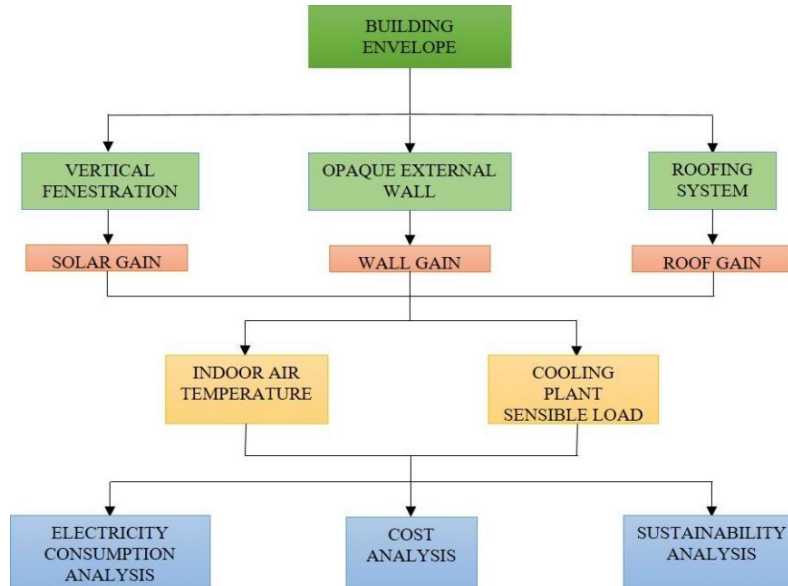 BUILDING
ENVELOPE
VERTICAL
FENESTRATION
OPAQUE EXTERNAL
WALL
ROOFING
SYSTEM
SOLAR GAIN
WALL GAIN
ROOF GAIN
INDOOR AIR
TEMPERATURE
COOLING
PLANT
SENSIBLE LOAD
ELECTRICITY
CONSUMPTION
ANALYSIS
COST
ANALYSIS
SUSTAINABILITY
ANALYSIS